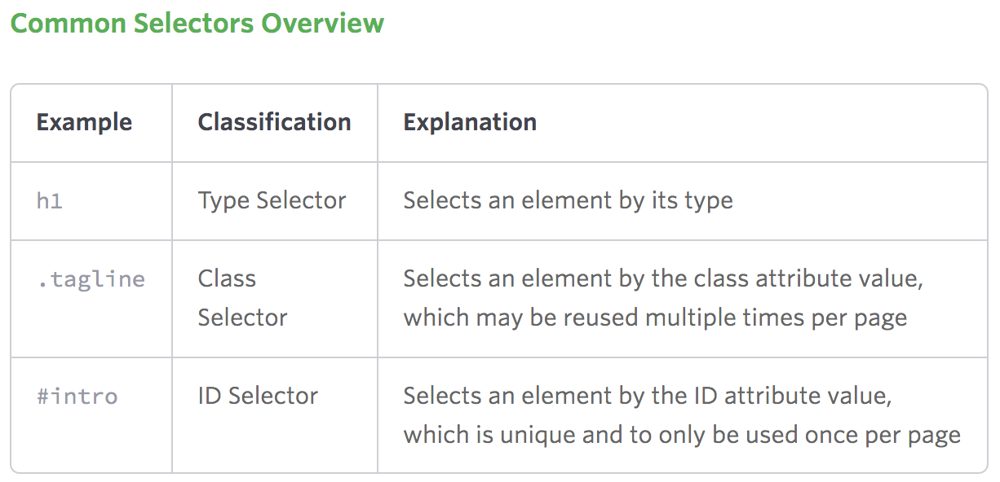 Common Selectors Overview
Example Classification Explanation
h1 Type Selector Selects an element by its type
.tagline Class Selects an element by the class attribute value,
Selector which may be reused multiple times per page
#intro ID Selector Selects an element by the ID attribute value,
which is unique and to only be used once per page